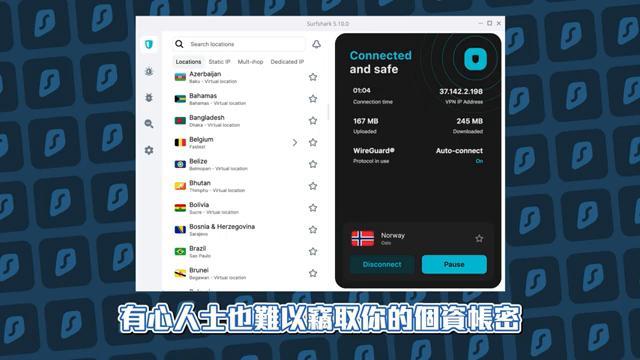 Surfshark 5.10.0
Search locations
Locations
Static IP
Multi-hop
Dedicated IP
Azerbaijan
Baku - Virtual location
Bahamas
Bahamas - Virtual location
Bangladesh
Dhaka - Virtual location
Belgium
Fastest
Belize
Belmopan - Virtual location
Bhutan
Thimphu - Virtual location
Bolivia
Sucre - Virtual location
Bosnia & Herzegovina
Sarajevo
Brazil
Sao Paulo
Brunei
Begawan - Virtual location
Connected
and safe
01:04
Connection time
37.142.2.198
VPN IP Address
167 MB
Uploaded
245 MB
Downloaded
WireGuard®
Protocol in use
Auto-connect
On
Norway
Oslo
Disconnect
Pause
有心人士也難以竊取你的個資帳密